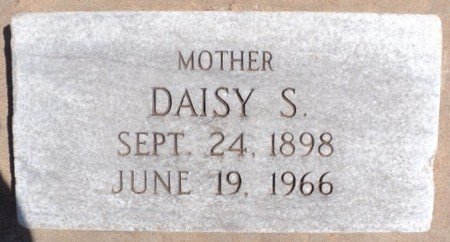 MOTHER
DAISY S.
SEPT. 24, 1898
JUNE 19, 1966